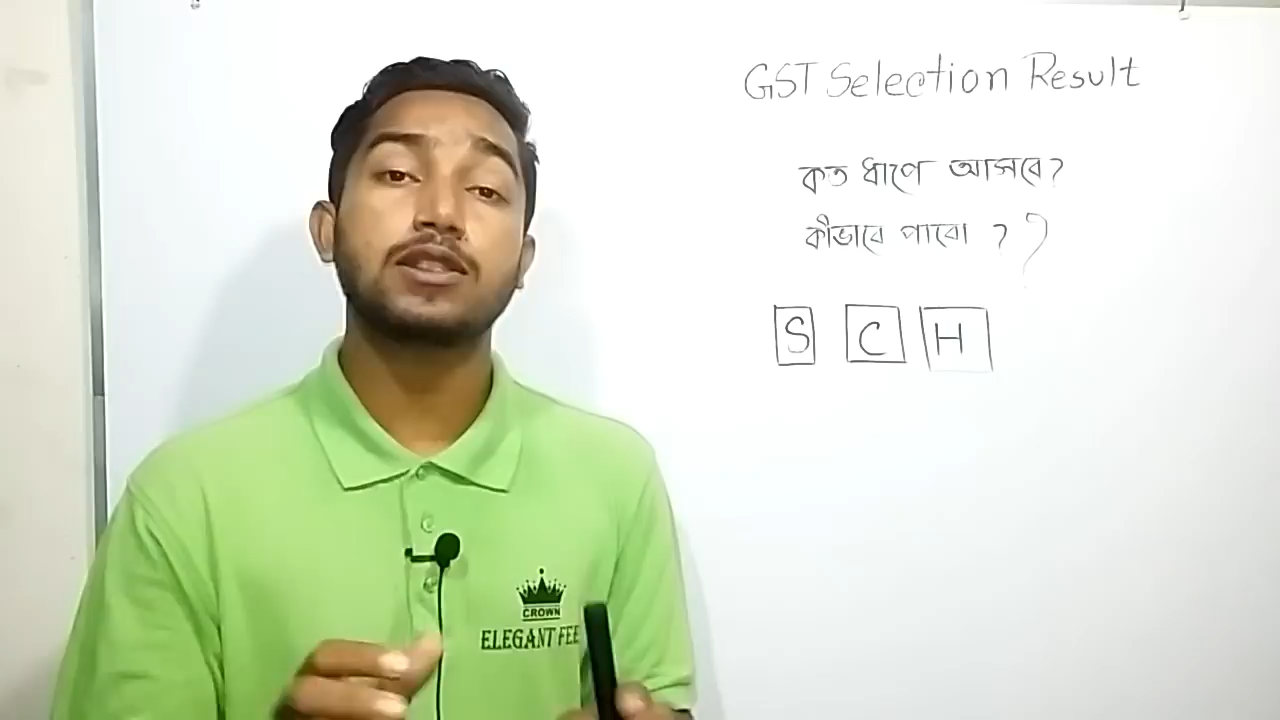 GST Selection Result
কত ধাপে আসবে?
কীভাবে পাবো ? ?
S C H
CROWN
ELEGANT FEE